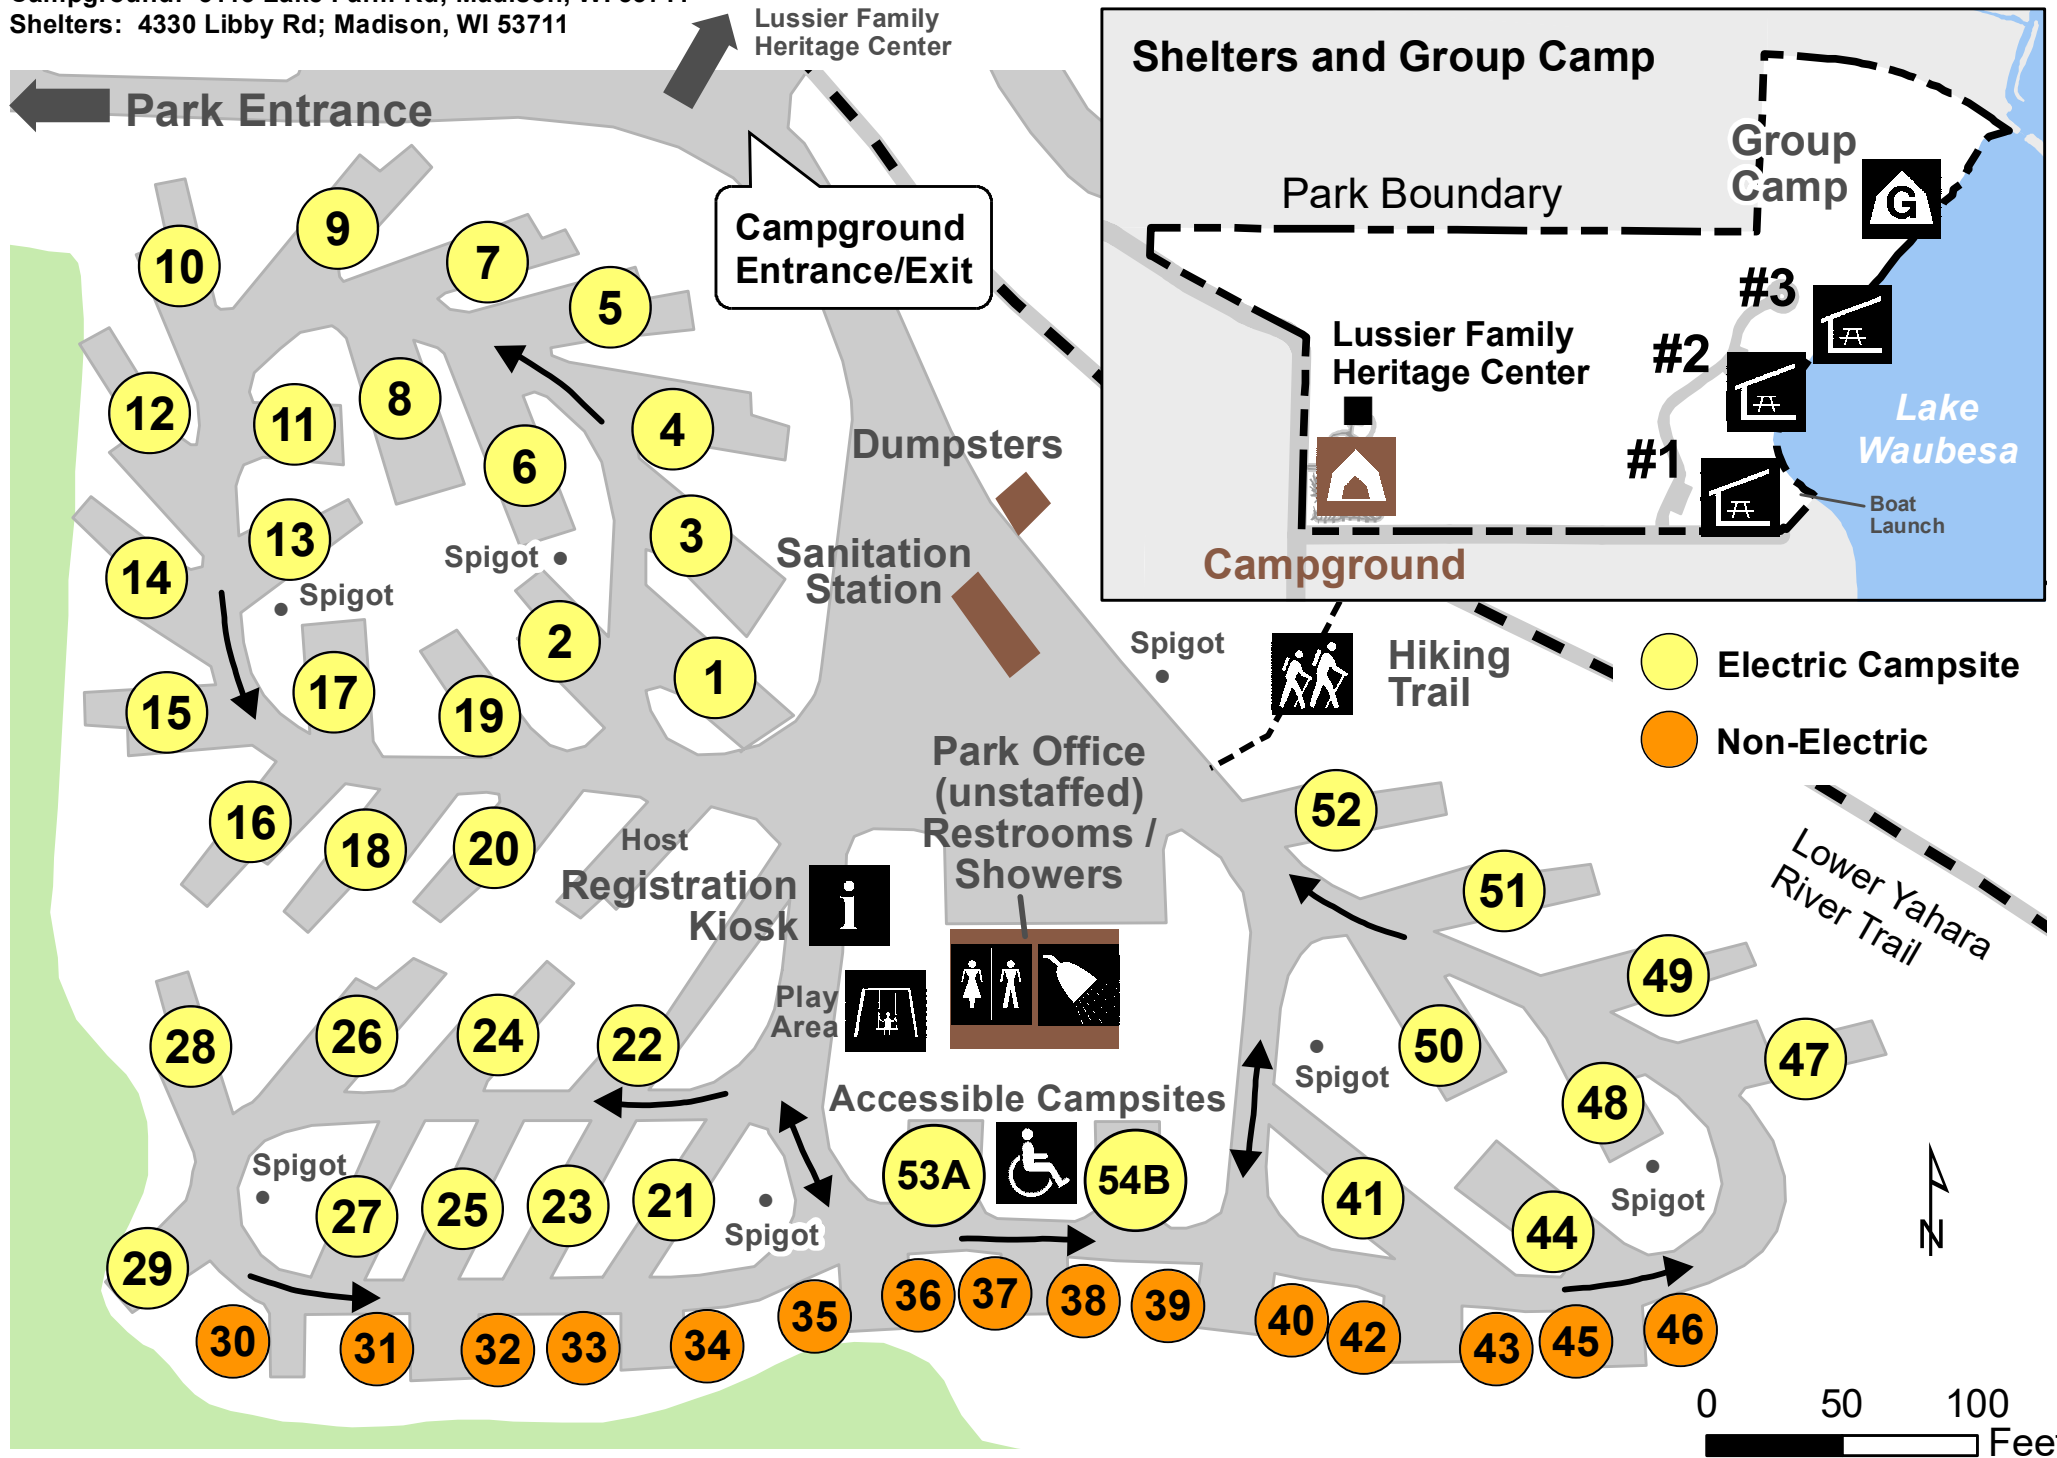 Shelters: 4330 Libby Rd; Madison, WI 53711
Lussier Family
Heritage Center
Park Entrance
Campground
Entrance/Exit
Shelters and Group Camp
Group
Camp
G
Park Boundary
#3
#2
#1
Lussier Family
Heritage Center
Lake
Waubesa
Boat
Launch
Campground
9
10
7
5
12
11
8
4
6
3
13
14
Spigot
Spigot
2
1
17
15
19
16
18
20
Dumpsters
Sanitation
Station
Spigot
Hiking
Trail
Electric Campsite
Non-Electric
Park Office
(unstaffed)
Restrooms /
Showers
Host
Registration
Kiosk
i
Play
Area
52
51
49
47
50
48
Spigot
Lower Yahara
River Trail
28
26
24
22
Accessible Campsites
53A
54B
41
44
Spigot
Spigot
27
25
23
21
Spigot
29
30
31
32
33
34
35
36
37
38
39
40
42
43
45
46
N
0 50 100